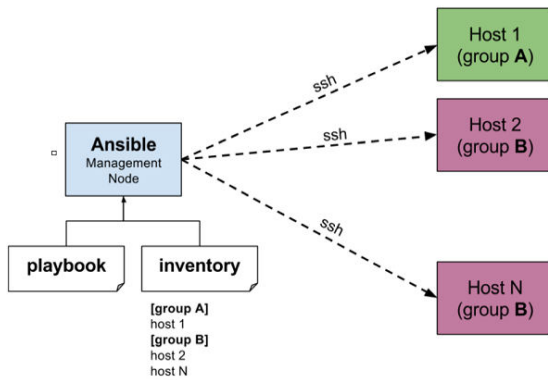 Host 1
(group A)
ssh
Host 2
(group B)
ssh
Ansible
Management
Node
ssh
playbook
inventory
Host N
(group B)
[group A]
host 1
[group B]
host 2
host N